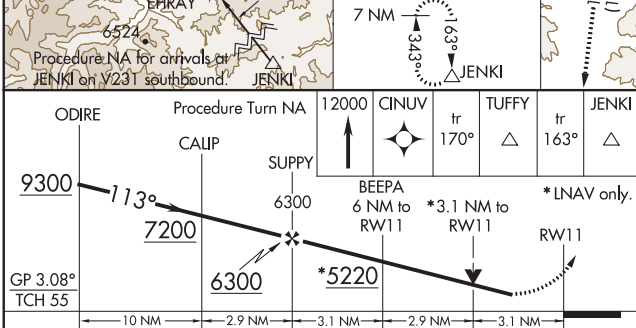 EHRAY
6524
Procedure NA for arrivals at
JENKI on V231 southbound.
JENKI
7 NM
343°
163°
JENKI
ODIRE
Procedure Turn NA
12000
CINUV
tr
170°
TUFFY
tr
163°
JENKI
CALIP
SUPPY
6300
BEEPA
6 NM to
RW11
*3.1 NM to
RW11
*LNAV only.
RW11
9300
113°
7200
6300
*5220
GP 3.08°
TCH 55
10 NM
2.9 NM
3.1 NM
2.9 NM
3.1 NM